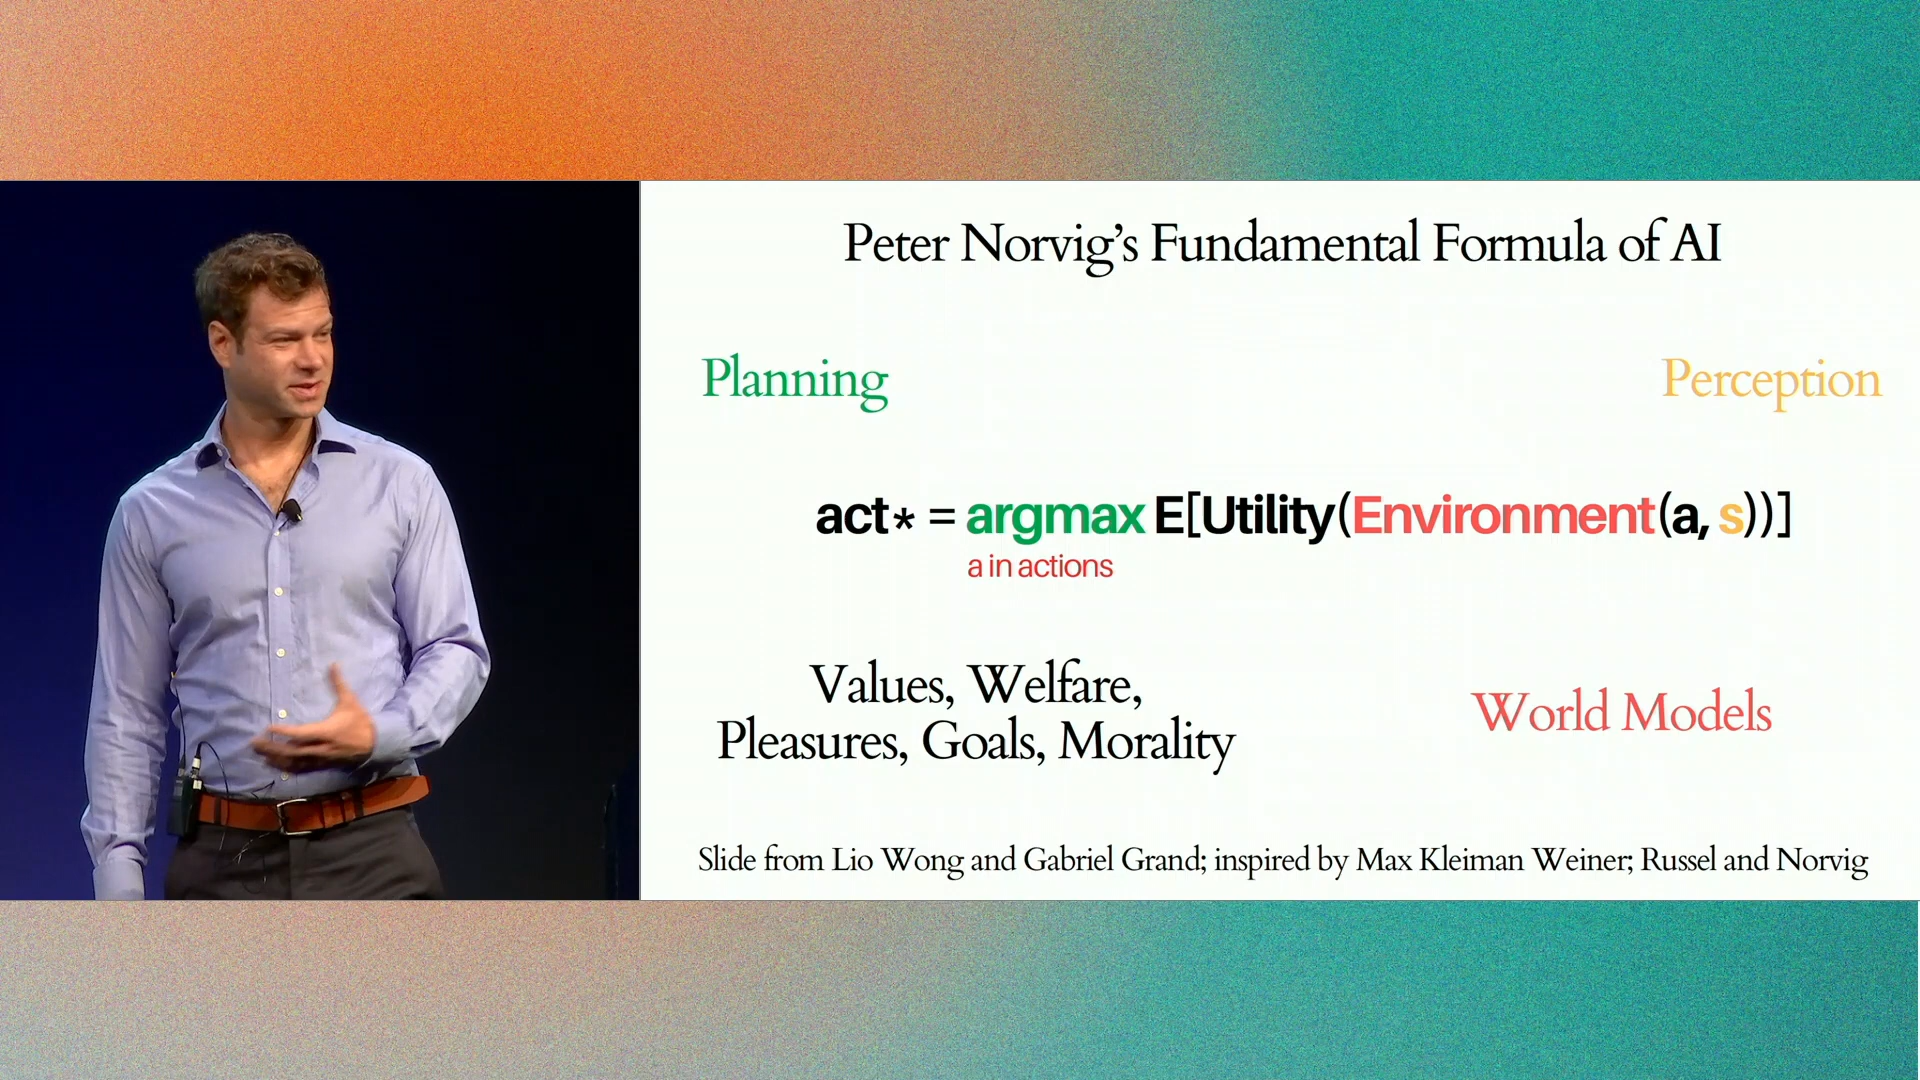 Peter Norvig’s Fundamental Formula of AI
Planning
Perception
act* = argmax E[Utility(Environment(a, s))]
a in actions
Values, Welfare,
Pleasures, Goals, Morality
World Models
Slide from Lio Wong and Gabriel Grand; inspired by Max Kleiman Weiner; Russel and Norvig